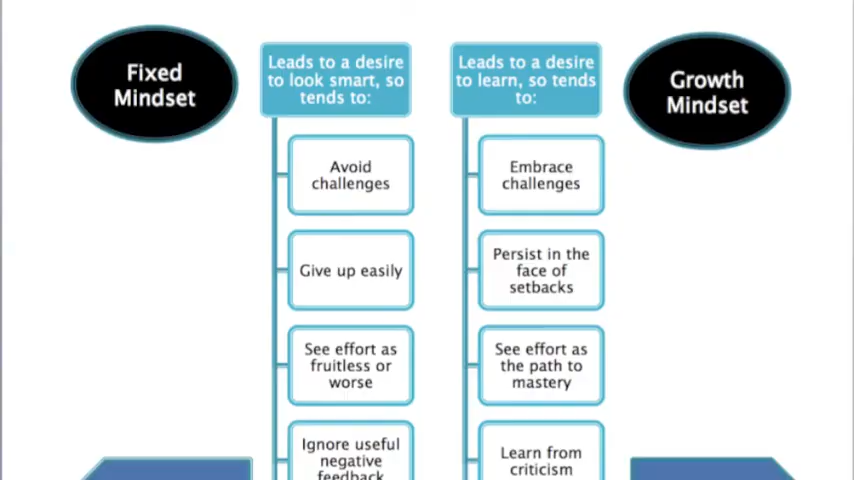 Fixed
Mindset
Leads to a desire
to look smart, so
tends to:
Avoid
challenges
Give up easily
See effort as
fruitless or
worse
Ignore useful
negative
feedback
Leads to a desire
to learn, so tends
to:
Embrace
challenges
Persist in the
face of
setbacks
See effort as
the path to
mastery
Learn from
criticism
Growth
Mindset